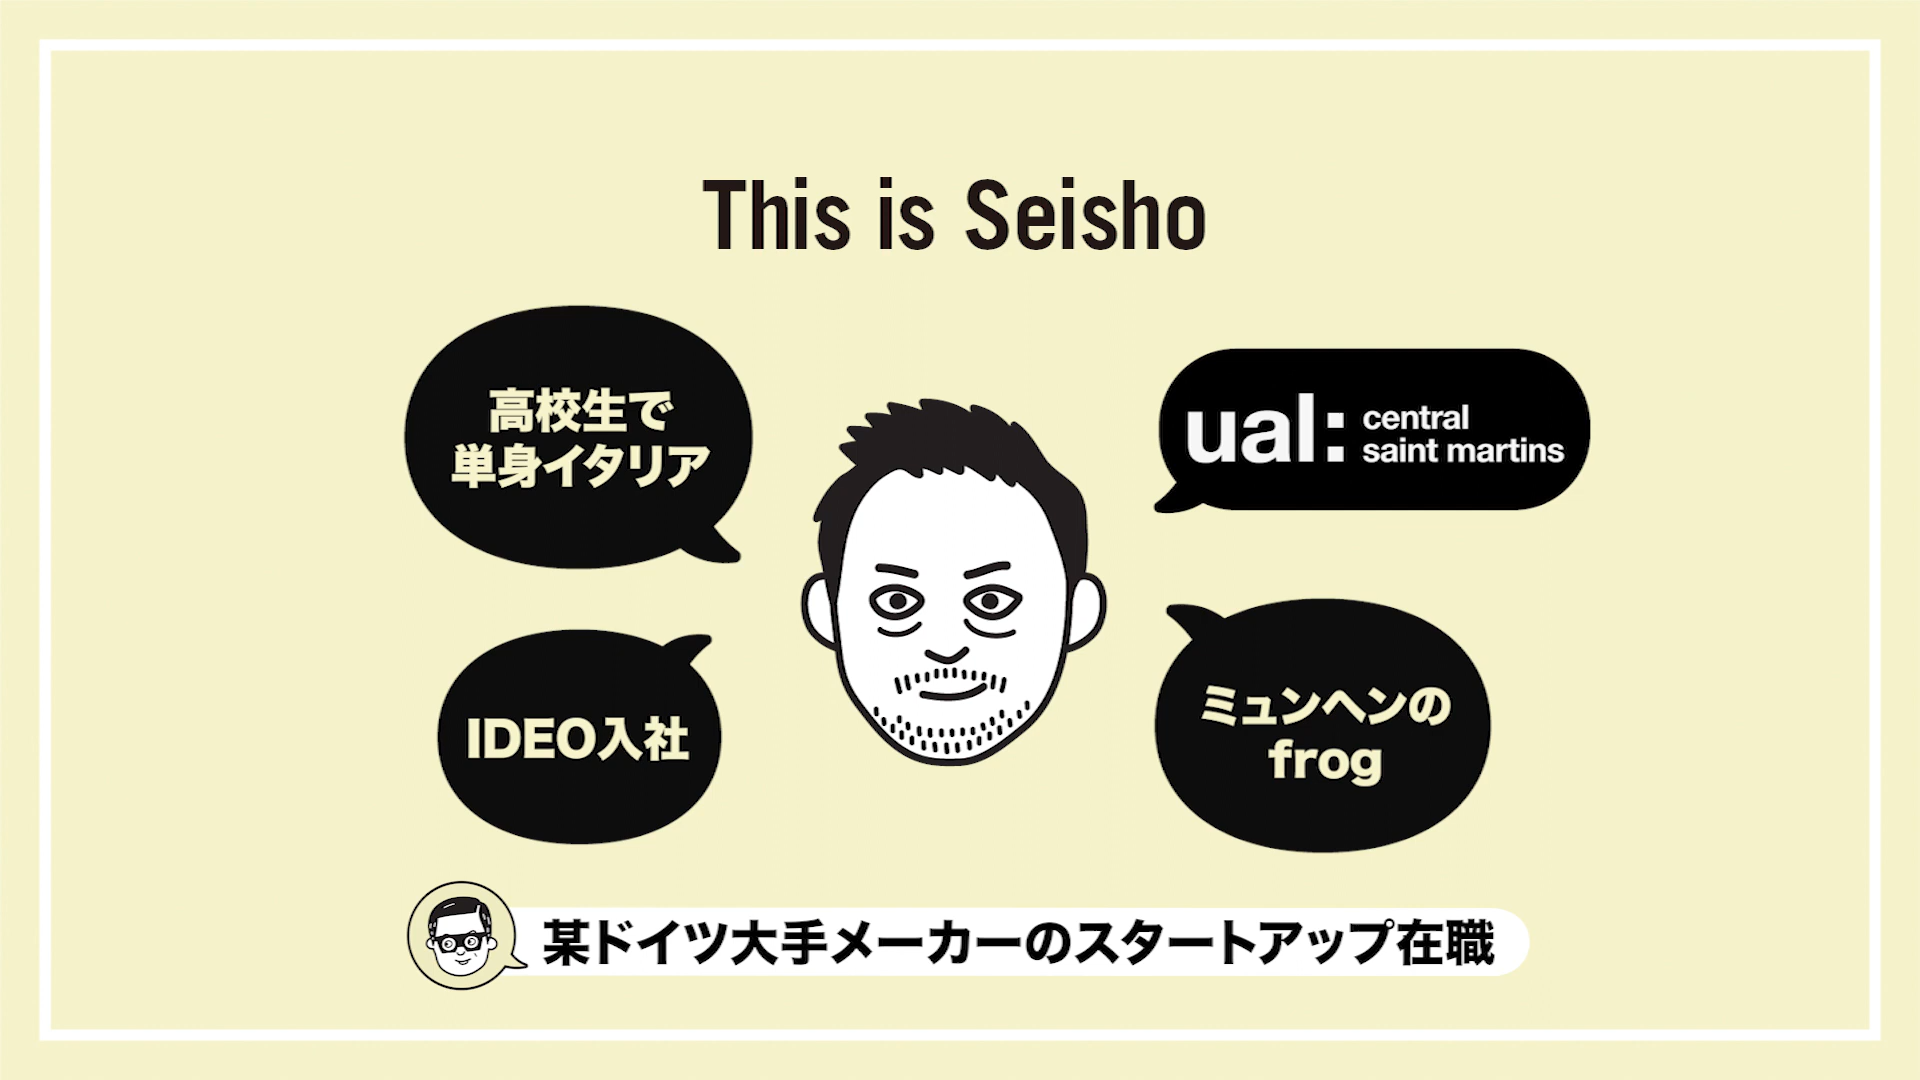 This is Seisho
高校生で
単身イタリア
ual: central
saint martins
IDEO入社
ミュンヘンの
frog
某ドイツ大手メーカーのスタートアップ在職